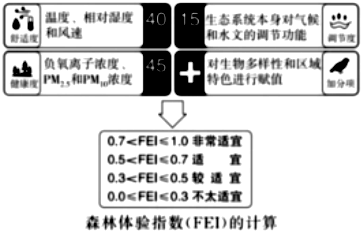 温度、相对湿度
和风速
舒适度
40
15
生态系统本身对气候
和水文的调节功能
调节度
负氧离子浓度、
PM2.5和PM10浓度
健康度
45
+
对生物多样性和区域
特色进行赋值
加分项
0.7<FEI≤1.0 非常适宜
0.5<FEI≤0.7 适 宜
0.3<FEI≤0.5 较 适 宜
0.0≤FEI≤0.3 不太适宜
森林体验指数(FEI)的计算